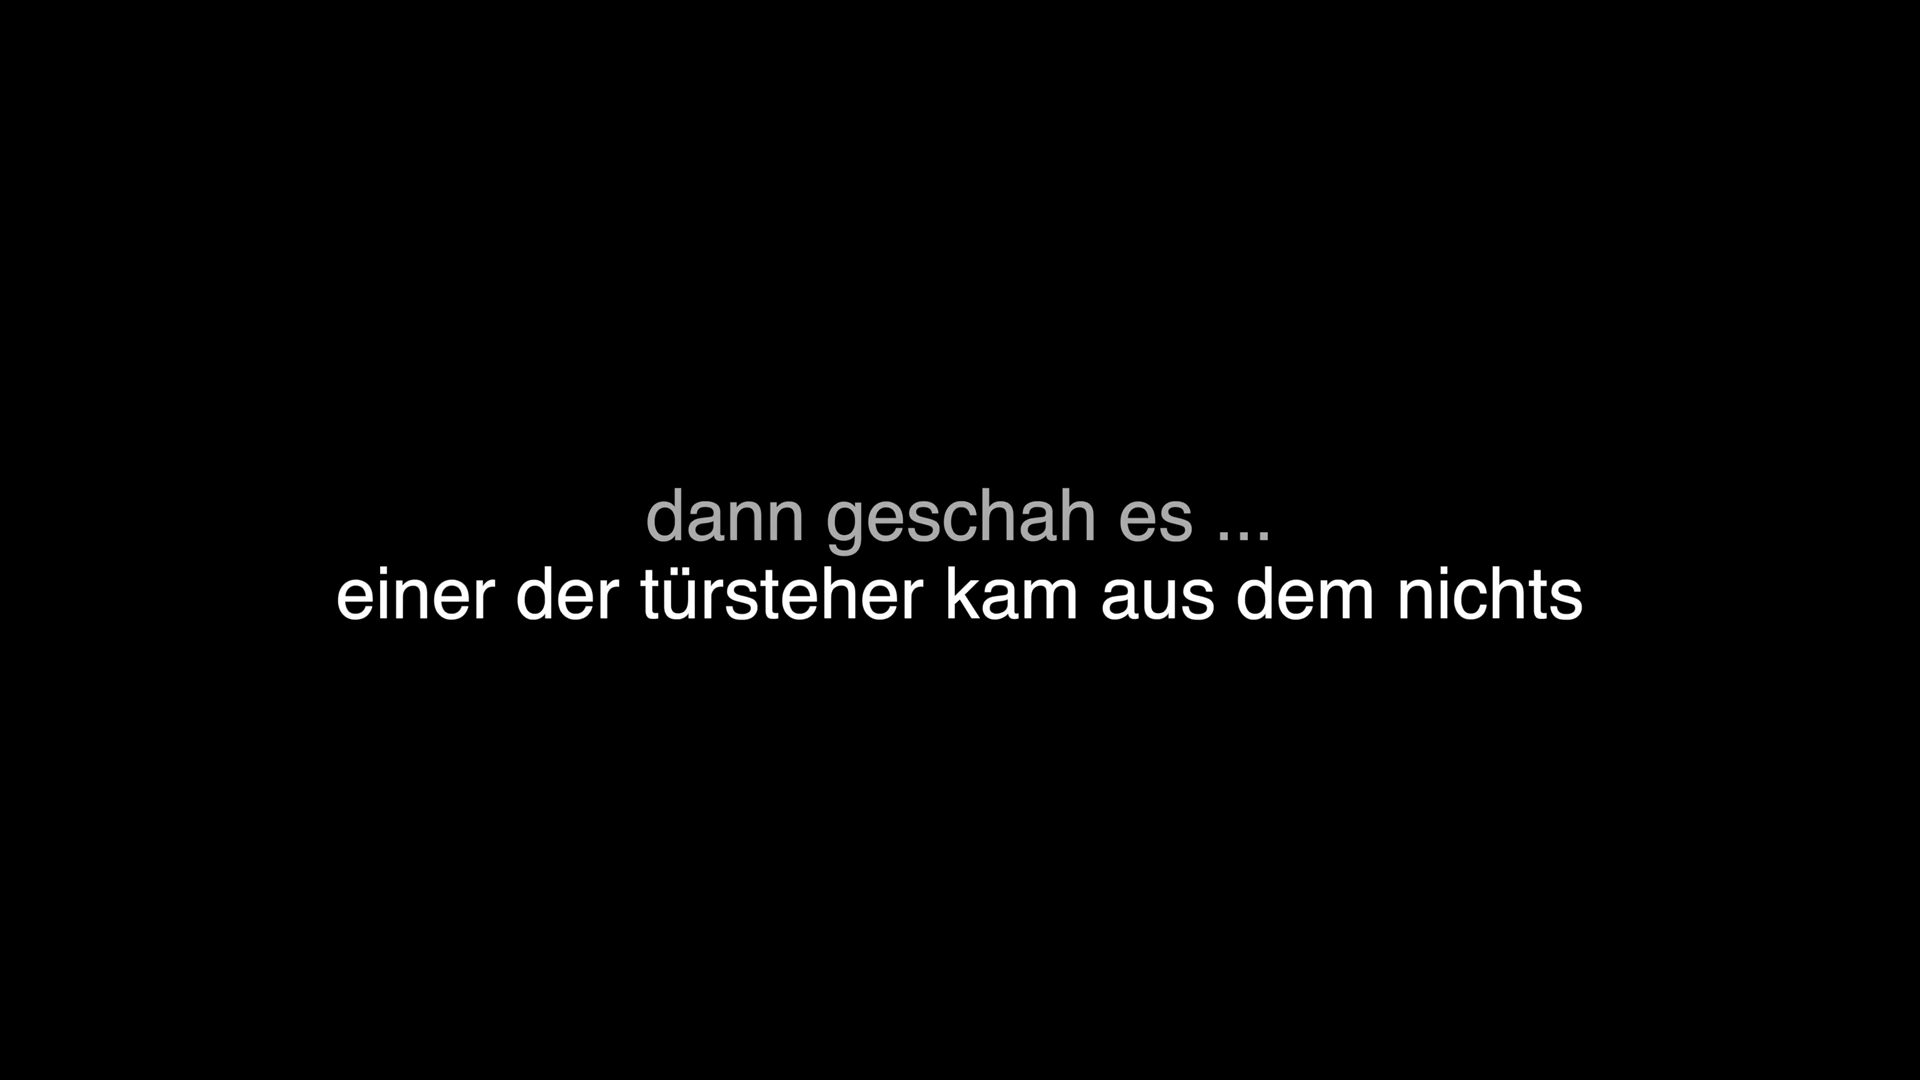 dann geschah es ...
einer der türsteher kam aus dem nichts